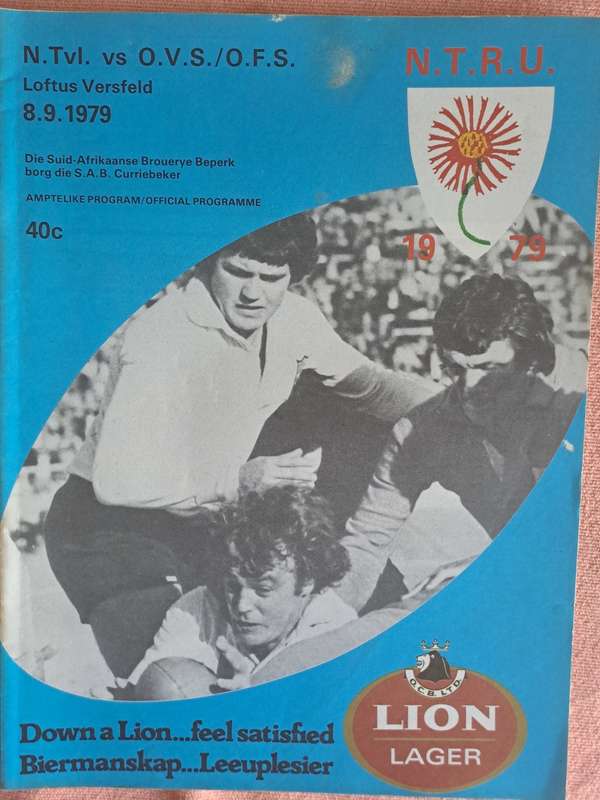 N.Tvl. vs O.V.S./O.F.S.
Loftus Versfeld
8.9.1979
Die Suid-Afrikaanse Brouerye Beperk
borg die S.A.B. Curriebeker
AMPTELIKE PROGRAM/OFFICIAL PROGRAMME
40c
N.T.R.U.
19 79
Down a Lion...feel satisfied
Biermanskap...Leeuplesier
O.C.B. LTD.
LION
LAGER